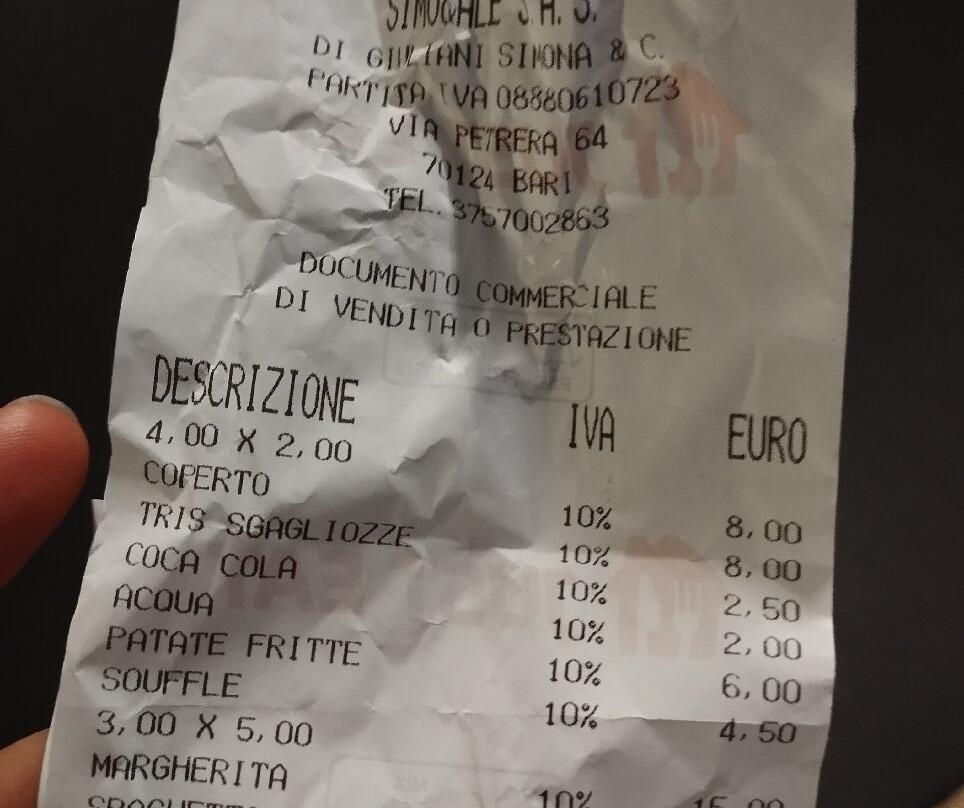 DI GIULIANI SIMONA & C.
PARTITA IVA 08880610723
VIA PETRERA 64
70124 BARI
TEL. 3757002863
DOCUMENTO COMMERCIALE
DI VENDITA O PRESTAZIONE
DESCRIZIONE IVA EURO
4,00 X 2,00
COPERTO 10% 8,00
TRIS SGAGLIOZZE 10% 8,00
COCA COLA 10% 2,50
ACQUA 10% 2,00
PATATE FRITTE 10% 6,00
SOUFFLE 10% 4,50
3,00 X 5,00
MARGHERITA 10% 15,00